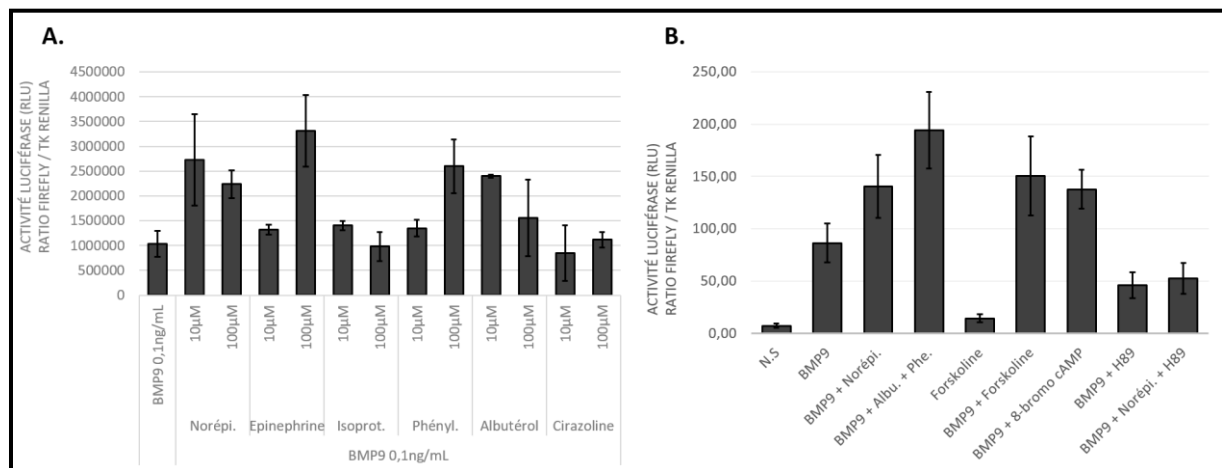 A.
ACTIVITÉ LUCIFÉRASE (RLU)
RATIO FIREFLY / TK RENILLA
4500000
4000000
3500000
3000000
2500000
2000000
1500000
1000000
500000
0
BMP9 0,1ng/mL
10µM
100µM
10µM
100µM
10µM
100µM
10µM
100µM
10µM
100µM
10µM
100µM
Norépi.
Epinephrine
Isoprot.
Phényl.
Albutérol
Cirazoline
BMP9 0,1ng/mL
B.
ACTIVITÉ LUCIFÉRASE (RLU)
RATIO FIREFLY / TK RENILLA
250,00
200,00
150,00
100,00
50,00
0,00
N.S
BMP9
BMP9 + Norépi.
BMP9 + Albu. + Phe.
Forskoline
BMP9 + Forskoline
BMP9 + 8-bromo cAMP
BMP9 + H89
BMP9 + Norépi. + H89